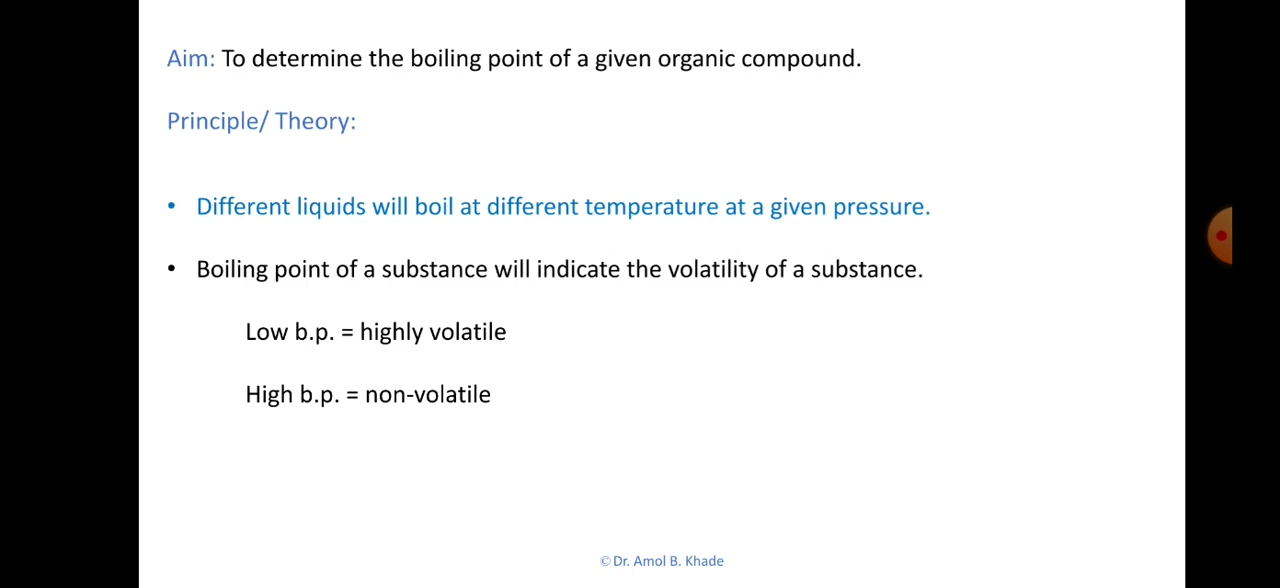 Aim: To determine the boiling point of a given organic compound.
Principle/ Theory:
• Different liquids will boil at different temperature at a given pressure.
• Boiling point of a substance will indicate the volatility of a substance.
Low b.p. = highly volatile
High b.p. = non-volatile
© Dr. Amol B. Khade